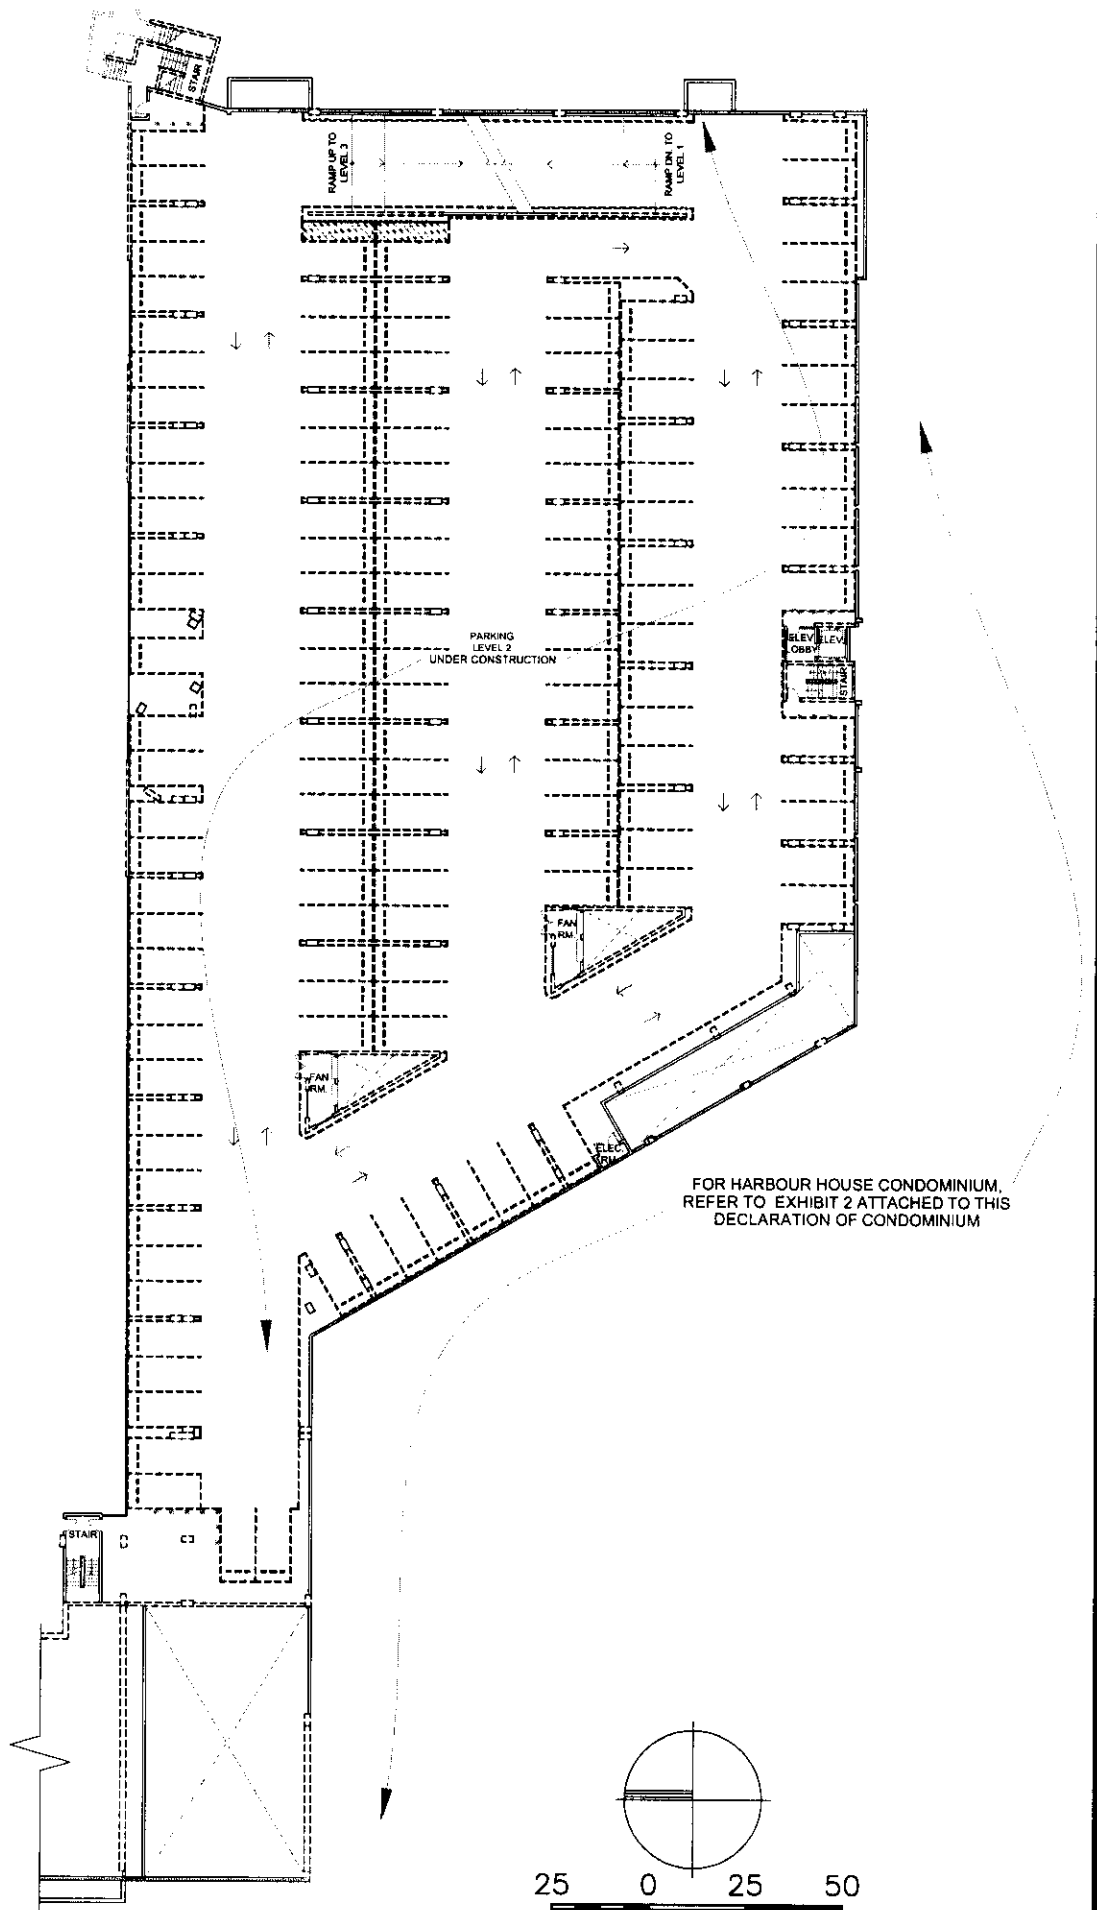 STAIR
RAMP UP TO
LEVEL 3
RAMP DN. TO
LEVEL 1
PARKING
LEVEL 2
UNDER CONSTRUCTION
ELEV.
LOBBY
ELEV.
STAIR
FAN
RM.
FAN
RM.
ELEC.
RM.
FOR HARBOUR HOUSE CONDOMINIUM,
REFER TO EXHIBIT 2 ATTACHED TO THIS
DECLARATION OF CONDOMINIUM
STAIR
25 0 25 50